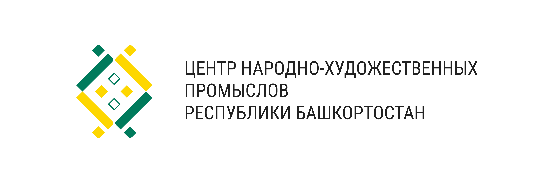 ЦЕНТР НАРОДНО-ХУДОЖЕСТВЕННЫХ
ПРОМЫСЛОВ
РЕСПУБЛИКИ БАШКОРТОСТАН